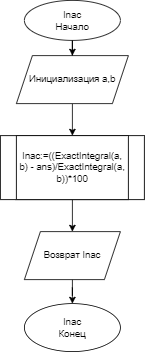 Inac
Начало
Инициализация a,b
Inac:=((ExactIntegral(a,
b) - ans)/ExactIntegral(a,
b))*100
Возврат Inac
Inac
Конец